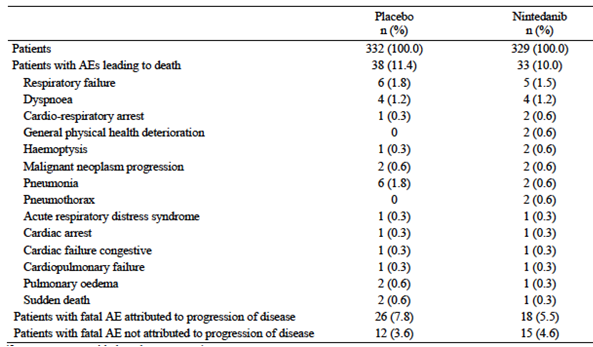 Placebo Nintedanib
n (%) n (%)
Patients 332 (100.0) 329 (100.0)
Patients with AEs leading to death 38 (11.4) 33 (10.0)
Respiratory failure 6 (1.8) 5 (1.5)
Dyspnoea 4 (1.2) 4 (1.2)
Cardio-respiratory arrest 1 (0.3) 2 (0.6)
General physical health deterioration 0 2 (0.6)
Haemoptysis 1 (0.3) 2 (0.6)
Malignant neoplasm progression 2 (0.6) 2 (0.6)
Pneumonia 6 (1.8) 2 (0.6)
Pneumothorax 0 2 (0.6)
Acute respiratory distress syndrome 1 (0.3) 1 (0.3)
Cardiac arrest 1 (0.3) 1 (0.3)
Cardiac failure congestive 1 (0.3) 1 (0.3)
Cardiopulmonary failure 1 (0.3) 1 (0.3)
Pulmonary oedema 2 (0.6) 1 (0.3)
Sudden death 2 (0.6) 1 (0.3)
Patients with fatal AE attributed to progression of disease 26 (7.8) 18 (5.5)
Patients with fatal AE not attributed to progression of disease 12 (3.6) 15 (4.6)